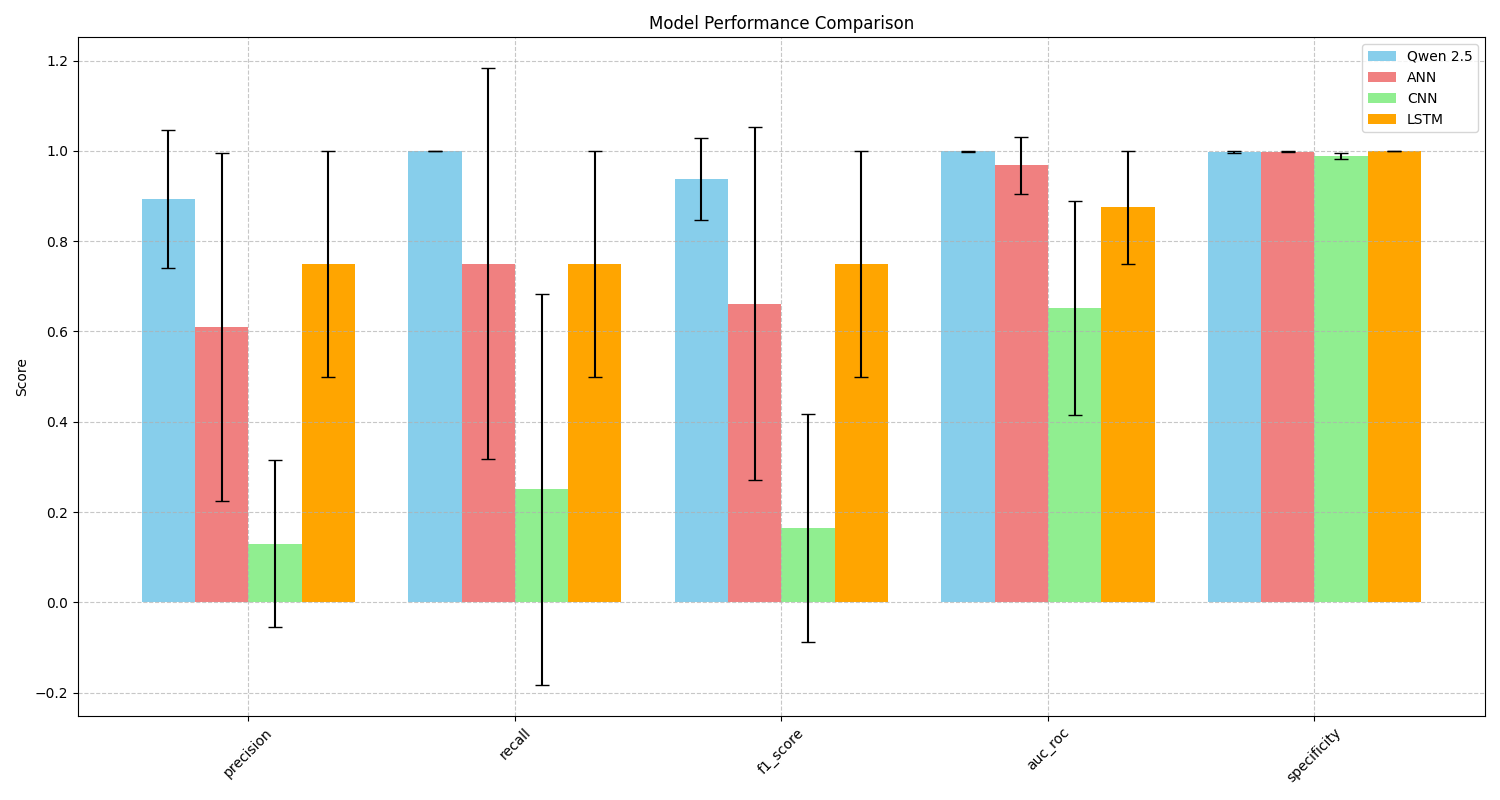 Model Performance Comparison
Qwen 2.5
ANN
CNN
LSTM
Score
1.2
1.0
0.8
0.6
0.4
0.2
0.0
−0.2
precision
recall
f1_score
auc_roc
specificity